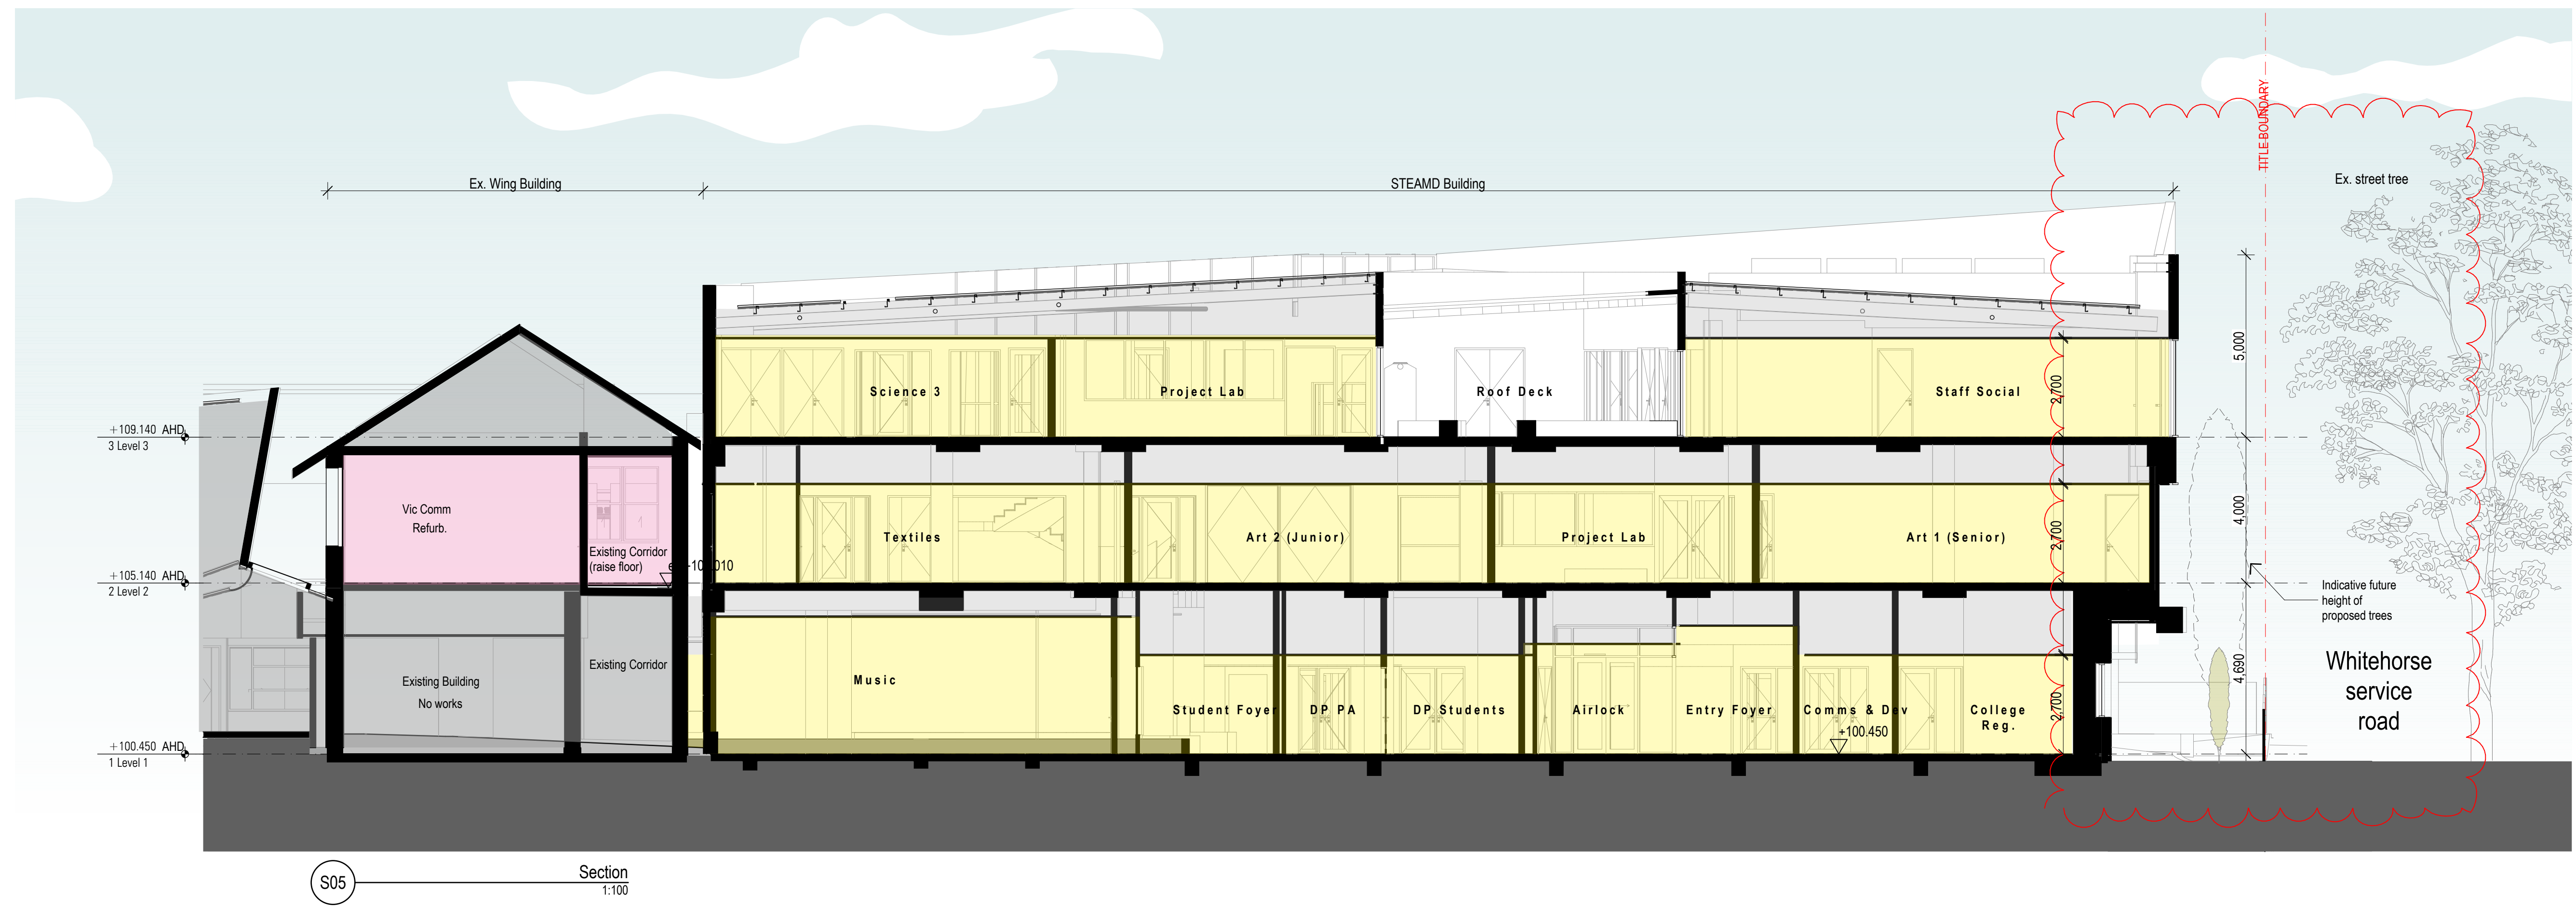 TITLE BOUNDARY
Ex. street tree
Ex. Wing Building
STEAMD Building
5,000
Science 3
Project Lab
Roof Deck
Staff Social
2,700
+109.140 AHD
3 Level 3
Vic Comm
Refurb.
Existing Corridor
(raise floor)
Textiles
Art 2 (Junior)
Project Lab
Art 1 (Senior)
2,700
4,000
+105.140 AHD
2 Level 2
Indicative future
height of
proposed trees
Existing Building
No works
Existing Corridor
Music
Student Foyer
DP PA
DP Students
Airlock
Entry Foyer
Comms & Dev
College
Reg.
+100.450
2,700
4,690
Whitehorse
service
road
+100.450 AHD
1 Level 1
S05
Section
1:100